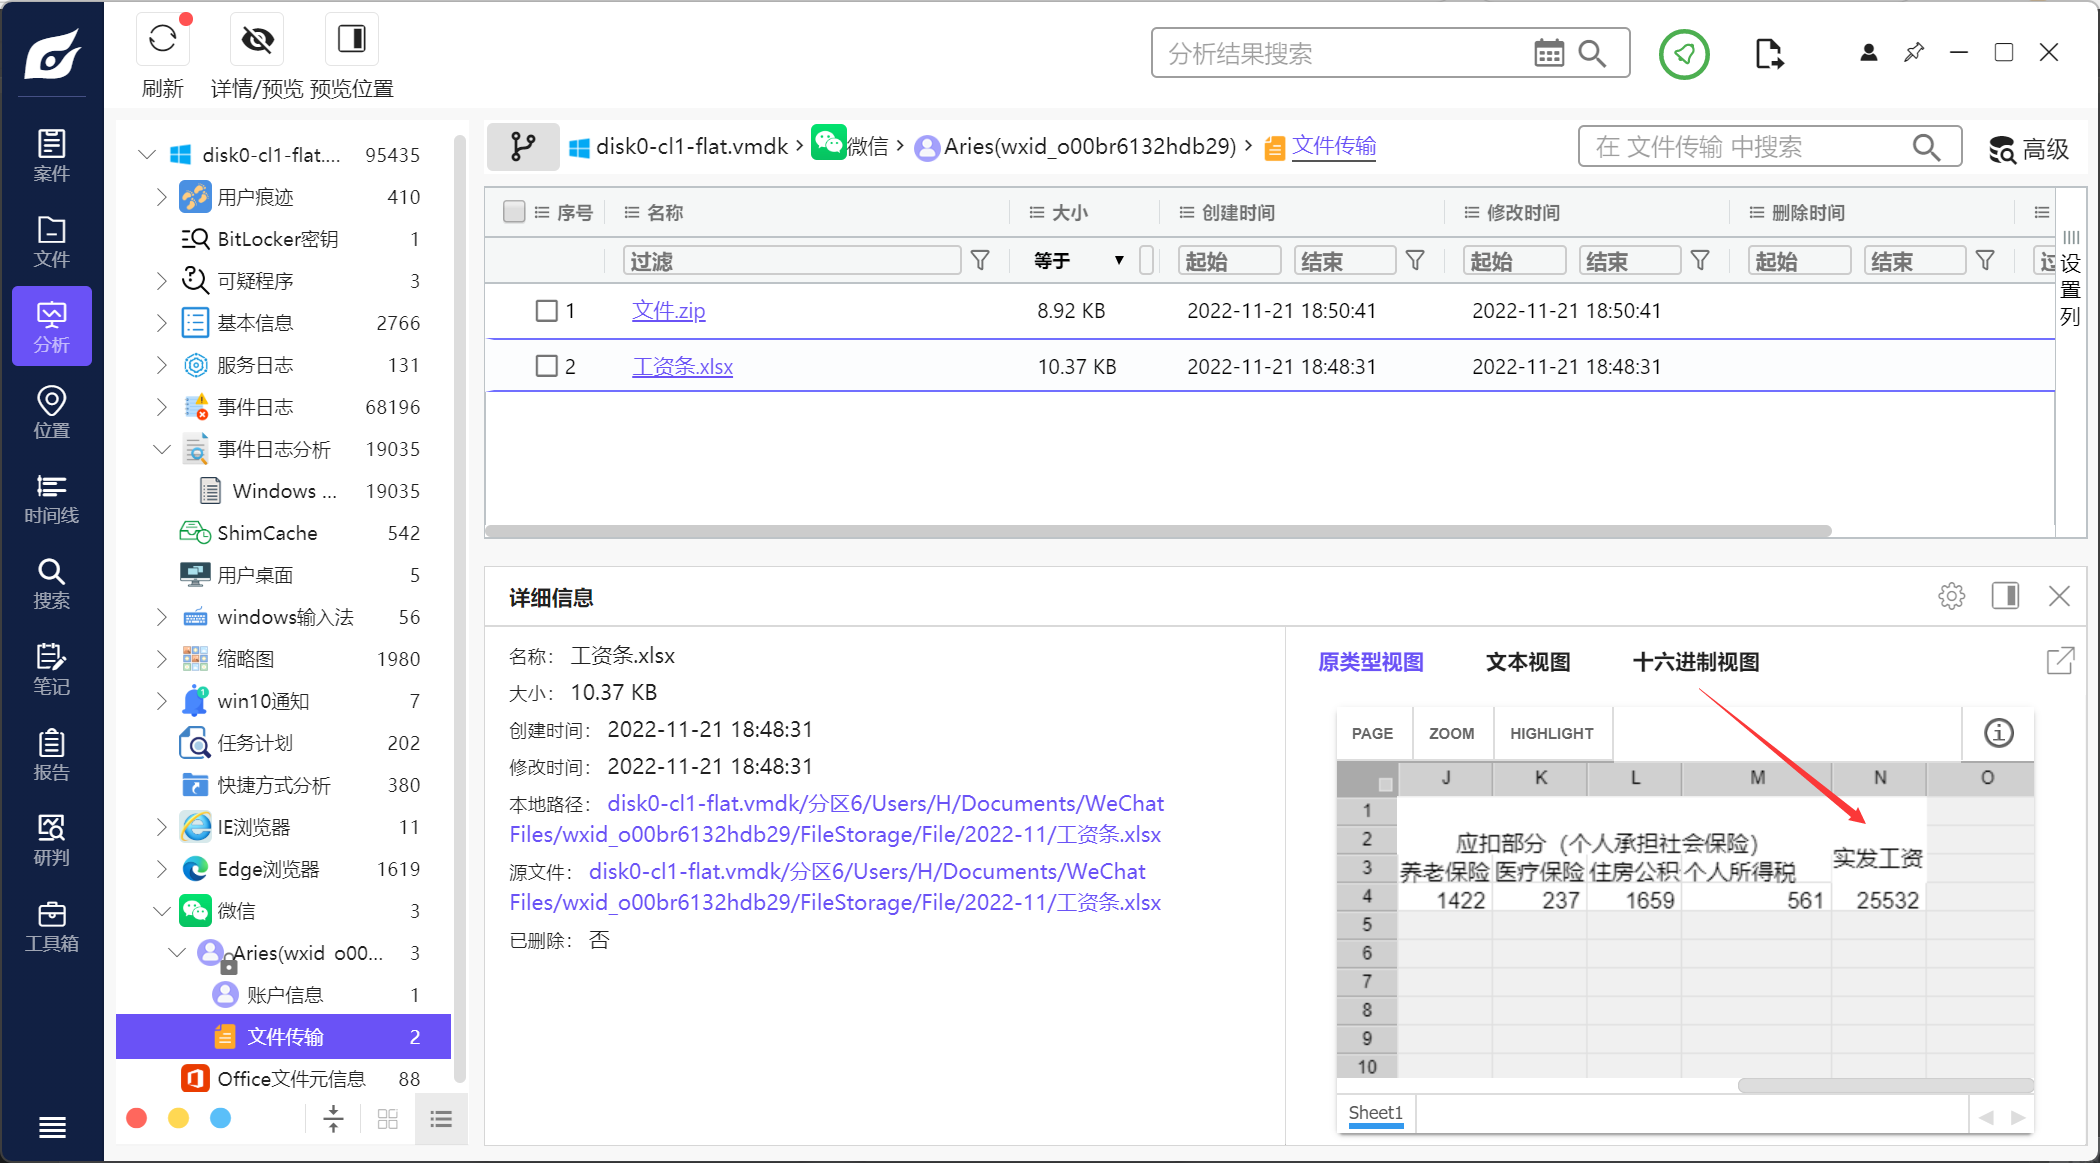 刷新
详情/预览
预览位置
分析结果搜索
案件
文件
分析
位置
时间线
搜索
笔记
报告
研判
工具箱
disk0-cl1-flat.... 95435
用户痕迹 410
BitLocker密钥 1
可疑程序 3
基本信息 2766
服务日志 131
事件日志 68196
事件日志分析 19035
Windows ... 19035
ShimCache 542
用户桌面 5
windows输入法 56
缩略图 1980
win10通知 7
任务计划 202
快捷方式分析 380
IE浏览器 11
Edge浏览器 1619
微信 3
Aries(wxid_o00... 3
账户信息 1
文件传输 2
Office文件元信息 88
disk0-cl1-flat.vmdk › 微信 › Aries(wxid_o00br6132hdb29) › 文件传输
在 文件传输 中搜索
高级
序号 名称 大小 创建时间 修改时间 删除时间
过滤 等于 ▼ 起始 结束 起始 结束 起始 结束 过
1 文件.zip 8.92 KB 2022-11-21 18:50:41 2022-11-21 18:50:41
2 工资条.xlsx 10.37 KB 2022-11-21 18:48:31 2022-11-21 18:48:31
设置列
详细信息
名称： 工资条.xlsx
大小： 10.37 KB
创建时间： 2022-11-21 18:48:31
修改时间： 2022-11-21 18:48:31
本地路径： disk0-cl1-flat.vmdk/分区6/Users/H/Documents/WeChat
Files/wxid_o00br6132hdb29/FileStorage/File/2022-11/工资条.xlsx
源文件： disk0-cl1-flat.vmdk/分区6/Users/H/Documents/WeChat
Files/wxid_o00br6132hdb29/FileStorage/File/2022-11/工资条.xlsx
已删除： 否
原类型视图 文本视图 十六进制视图
PAGE ZOOM HIGHLIGHT
J K L M N O
1
2 应扣部分（个人承担社会保险）
实发工资
3 养老保险 医疗保险 住房公积 个人所得税
4 1422 237 1659 561 25532
5
6
7
8
9
10
Sheet1